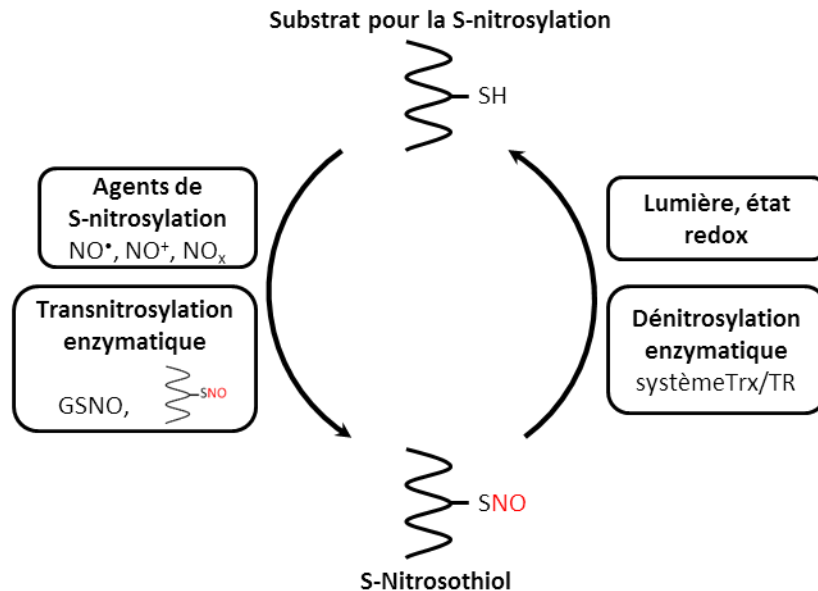 Substrat pour la S-nitrosylation
SH
Agents de
S-nitrosylation
NO•, NO⁺, NOₓ
Transnitrosylation
enzymatique
GSNO,
SNO
Lumière, état
redox
Dénitrosylation
enzymatique
systèmeTrx/TR
SNO
S-Nitrosothiol